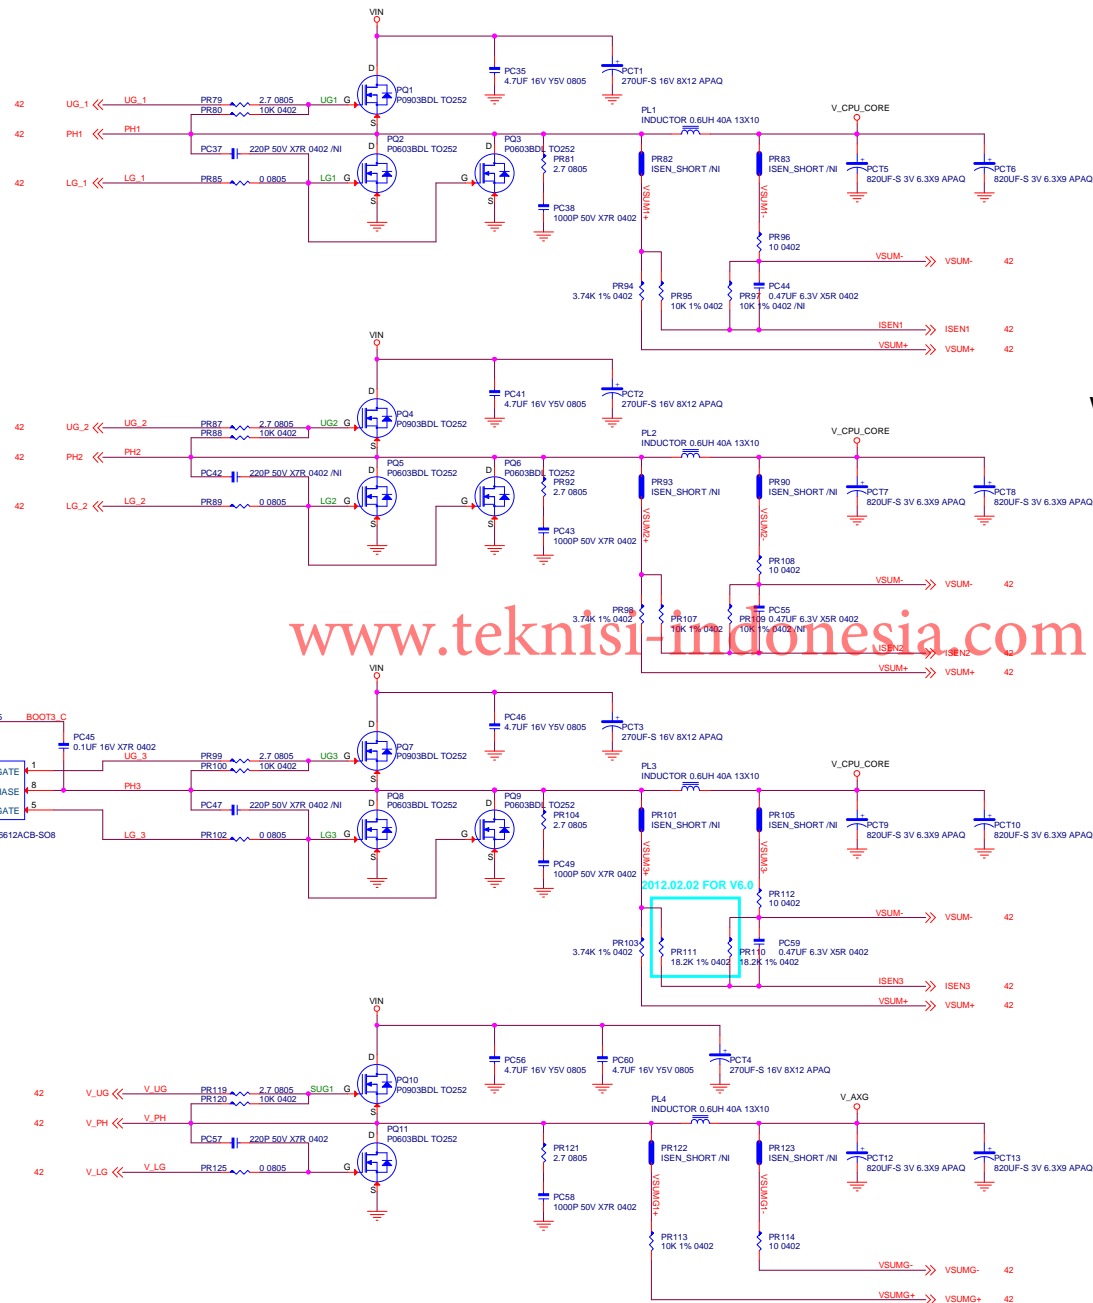 VIN
D
PC35
4.7UF 16V Y5V 0805
PCT1
270UF-S 16V 8X12 APAQ
PQ1
P0903BDL TO252
42 UG_1 UG_1 PR79 2.7 0805 UG1 G
PR80 10K 0402
S
PL1
INDUCTOR 0.6UH 40A 13X10
V_CPU_CORE
42 PH1 PH1
PC37 220P 50V X7R 0402 /NI
PQ2
P0603BDL TO252
PQ3
P0603BDL TO252
D
D
PR81
2.7 0805
PR82
ISEN_SHORT /NI
PR83
ISEN_SHORT /NI
PCT5
820UF-S 3V 6.3X9 APAQ
PCT6
820UF-S 3V 6.3X9 APAQ
42 LG_1 LG_1 PR85 0 0805 LG1 G
G
S
S
PC38
1000P 50V X7R 0402
VSUM1+
VSUM1-
PR96
10 0402
VSUM- VSUM- 42
PR94
3.74K 1% 0402
PR95
10K 1% 0402
PR97
10K 1% 0402 /NI
PC44
0.47UF 6.3V X5R 0402
ISEN1 ISEN1 42
VSUM+ VSUM+ 42
VIN
D
PC41
4.7UF 16V Y5V 0805
PCT2
270UF-S 16V 8X12 APAQ
PQ4
P0903BDL TO252
42 UG_2 UG_2 PR87 2.7 0805 UG2 G
PR88 10K 0402
S
PL2
INDUCTOR 0.6UH 40A 13X10
V_CPU_CORE
42 PH2 PH2
PC42 220P 50V X7R 0402 /NI
PQ5
P0603BDL TO252
PQ6
P0603BDL TO252
D
D
PR92
2.7 0805
PR93
ISEN_SHORT /NI
PR90
ISEN_SHORT /NI
PCT7
820UF-S 3V 6.3X9 APAQ
PCT8
820UF-S 3V 6.3X9 APAQ
42 LG_2 LG_2 PR89 0 0805 LG2 G
G
S
S
PC43
1000P 50V X7R 0402
VSUM2+
VSUM2-
PR108
10 0402
VSUM- VSUM- 42
PR98
3.74K 1% 0402
PR107
10K 1% 0402
PR109
10K 1% 0402 /NI
PC55
0.47UF 6.3V X5R 0402
www.teknisi-indonesia.com
ISEN2 ISEN2 42
VSUM+ VSUM+ 42
VIN
BOOT3_C
PC45
0.1UF 16V X7R 0402
D
PC46
4.7UF 16V Y5V 0805
PCT3
270UF-S 16V 8X12 APAQ
PQ7
P0903BDL TO252
GATE 1 UG_3 PR99 2.7 0805 UG3 G
PR100 10K 0402
S
PL3
INDUCTOR 0.6UH 40A 13X10
V_CPU_CORE
8 PH3
PC47 220P 50V X7R 0402 /NI
PQ8
P0603BDL TO252
PQ9
P0603BDL TO252
D
D
PR104
2.7 0805
PR101
ISEN_SHORT /NI
PR105
ISEN_SHORT /NI
PCT9
820UF-S 3V 6.3X9 APAQ
PCT10
820UF-S 3V 6.3X9 APAQ
GATE 5
6612ACB-SO8
LG_3 PR102 0 0805 LG3 G
G
S
S
PC49
1000P 50V X7R 0402
VSUM3+
VSUM3-
2012.02.02 FOR V6.0
PR112
10 0402
VSUM- VSUM- 42
PR103
3.74K 1% 0402
PR111
18.2K 1% 0402
PR110
18.2K 1% 0402
PC59
0.47UF 6.3V X5R 0402
ISEN3 ISEN3 42
VSUM+ VSUM+ 42
VIN
D
PC56
4.7UF 16V Y5V 0805
PC60
4.7UF 16V Y5V 0805
PCT4
270UF-S 16V 8X12 APAQ
PQ10
P0903BDL TO252
42 V_UG V_UG PR119 2.7 0805 SUG1 G
PR120 10K 0402
S
PL4
INDUCTOR 0.6UH 40A 13X10
V_AXG
42 V_PH V_PH
PC57 220P 50V X7R 0402
PQ11
P0603BDL TO252
D
PR121
2.7 0805
PR122
ISEN_SHORT /NI
PR123
ISEN_SHORT /NI
PCT12
820UF-S 3V 6.3X9 APAQ
PCT13
820UF-S 3V 6.3X9 APAQ
42 V_LG V_LG PR125 0 0805 G
S
PC58
1000P 50V X7R 0402
VSUMG1+
VSUMG1-
PR113
10K 1% 0402
PR114
10 0402
VSUMG- VSUMG- 42
VSUMG+ VSUMG+ 42